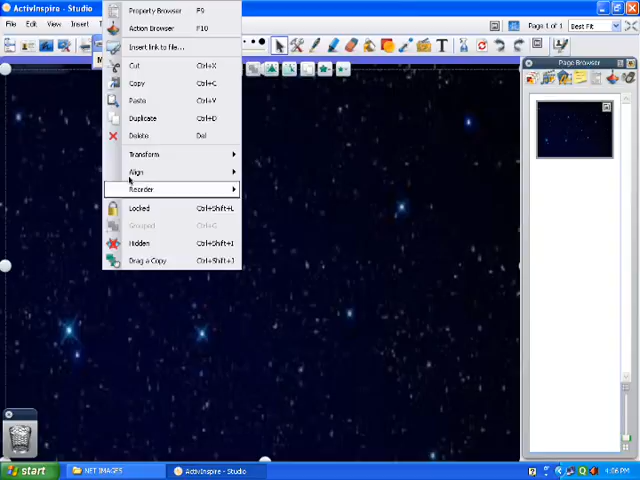 ActivInspire - Studio
File
Edit
View
Insert
Page 1 of 1
Best Fit
T
Property Browser F9
Action Browser F10
Insert link to file...
Cut Ctrl+X
Copy Ctrl+C
Paste Ctrl+V
Duplicate Ctrl+D
Delete Del
Transform
Align
Reorder
Locked Ctrl+Shift+L
Grouped Ctrl+G
Hidden Ctrl+Shift+I
Drag a Copy Ctrl+Shift+J
Page Browser
start
NET IMAGES
ActivInspire - Studio
4:06 PM